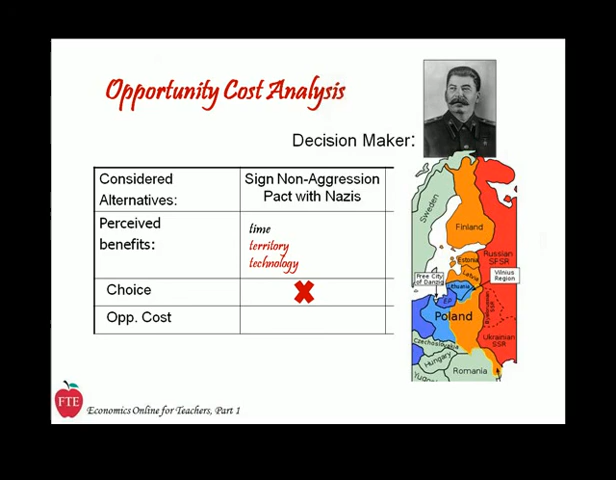 Opportunity Cost Analysis
Decision Maker:
Considered Alternatives:
Sign Non-Aggression
Pact with Nazis
Perceived
benefits:
time
territory
technology
Choice
Opp. Cost
Sweden
Finland
Russian
SFSR
Estonia
Latvia
Lithuania
Free City
of Danzig
Vilnius
Region
EP
Poland
SSR
Ukrainian
SSR
Czechoslovakia
Hungary
Romania
FTE
Economics Online for Teachers, Part 1